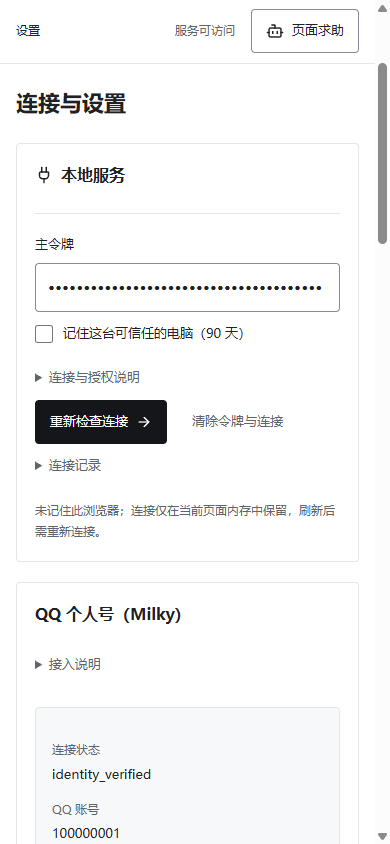 设置
服务可访问
页面求助
连接与设置
本地服务
主令牌
••••••••••••••••••••••••••••••••••••••
记住这台可信任的电脑（90 天）
连接与授权说明
重新检查连接 →
清除令牌与连接
连接记录
未记住此浏览器；连接仅在当前页面内存中保留，刷新后
需重新连接。
QQ 个人号（Milky）
接入说明
连接状态
identity_verified
QQ 账号
100000001